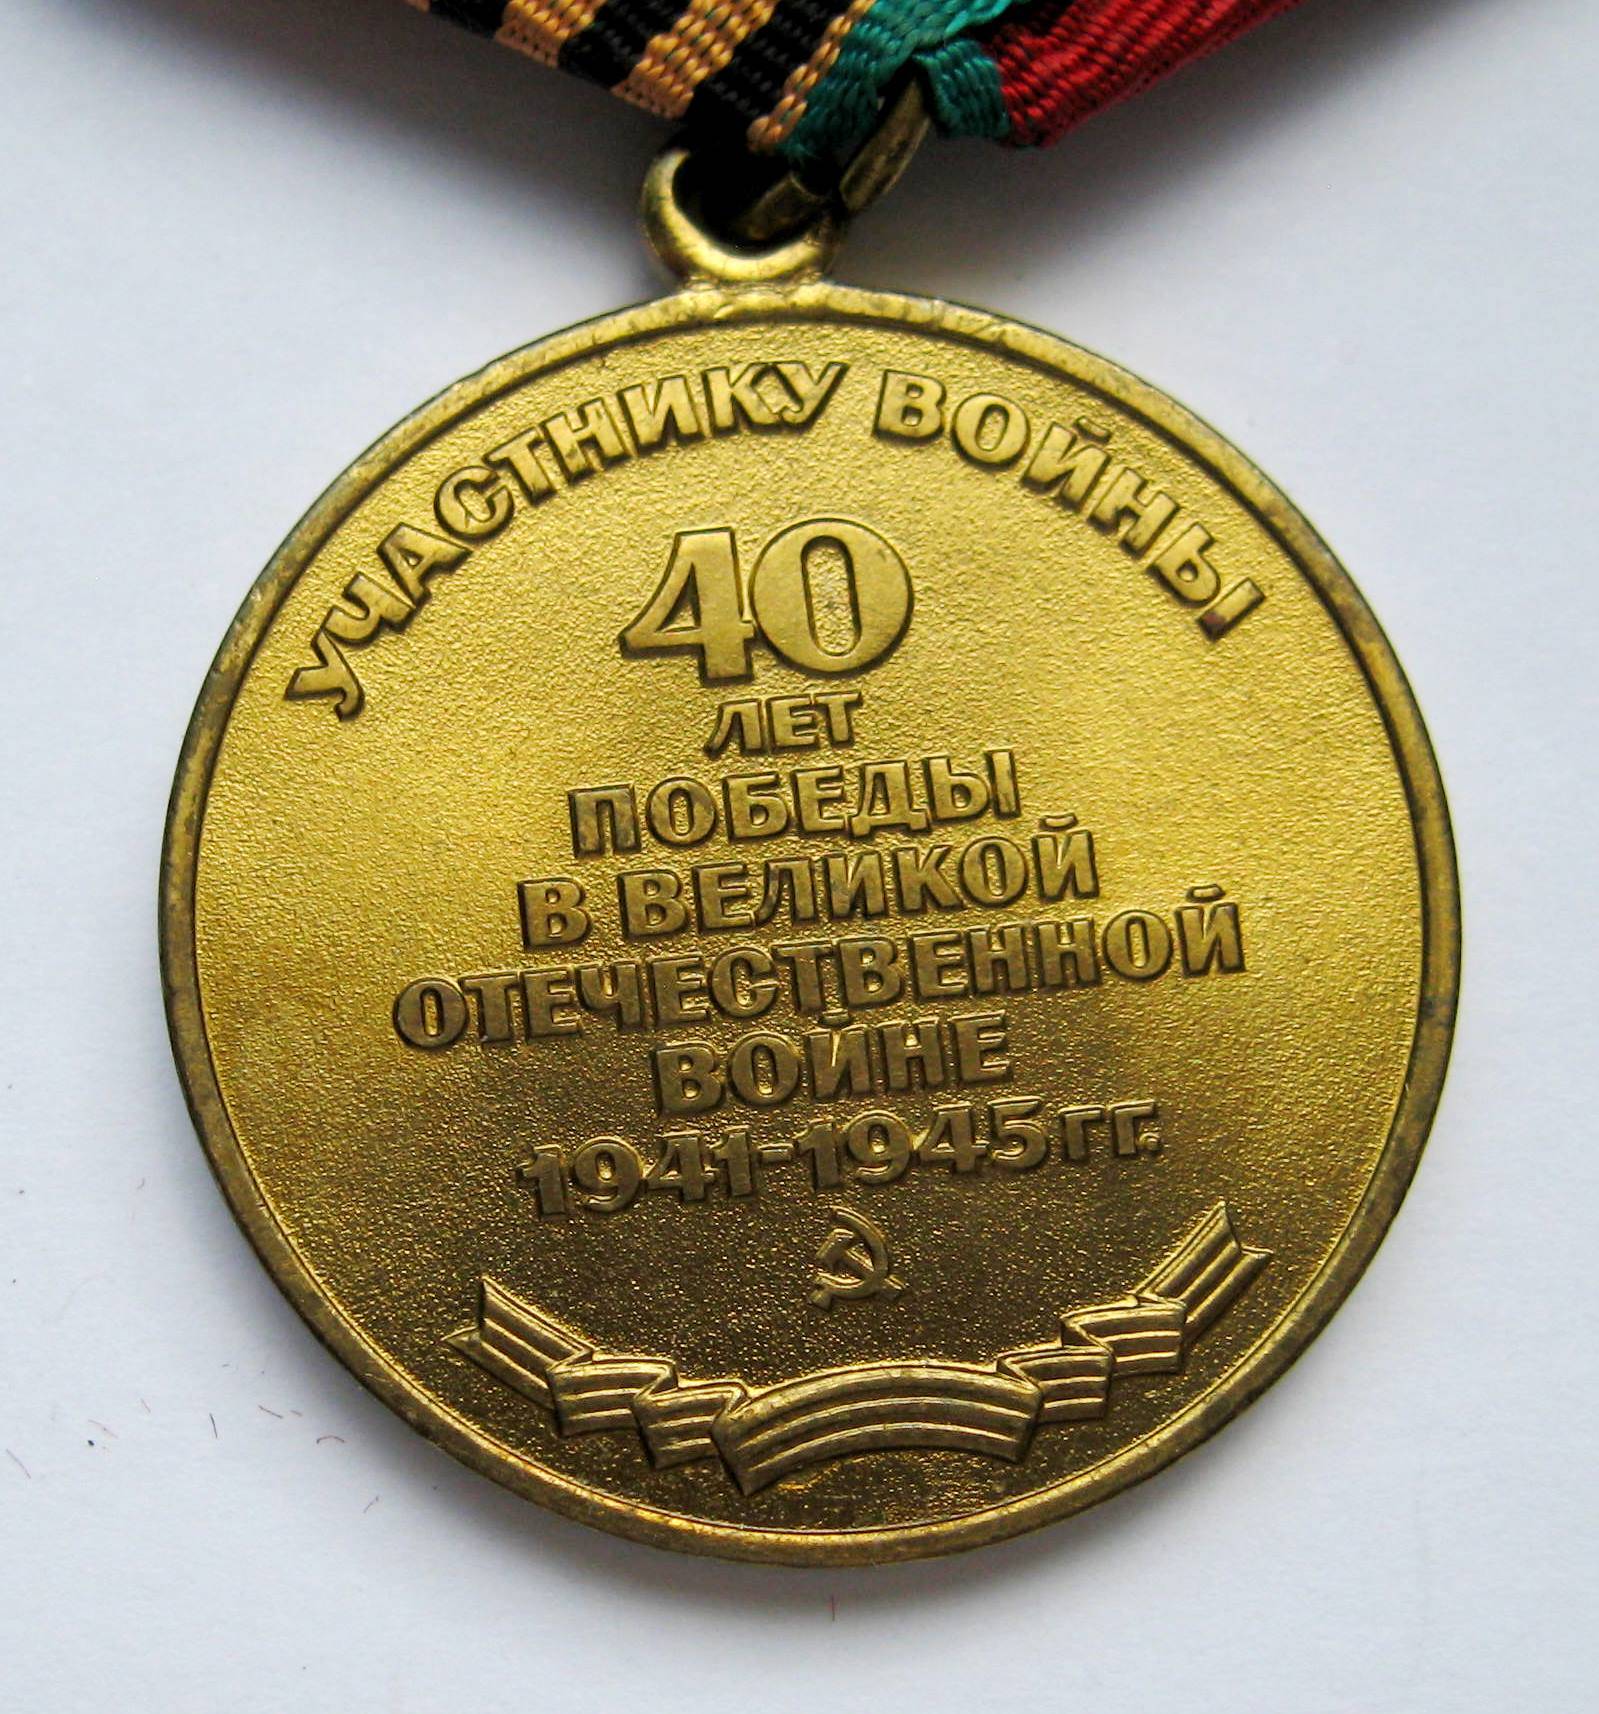 УЧАСТНИКУ ВОЙНЫ
40
ЛЕТ
ПОБЕДЫ
В ВЕЛИКОЙ
ОТЕЧЕСТВЕННОЙ
ВОЙНЕ
1941-1945 ГГ.